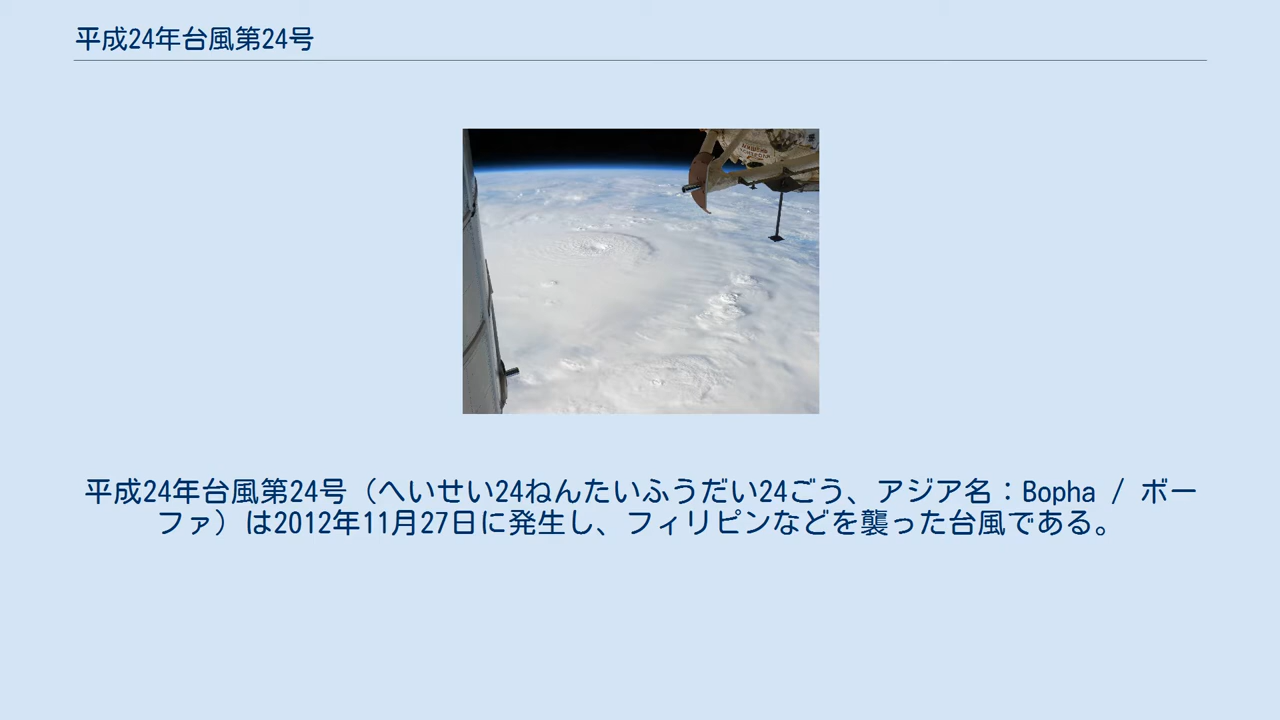 平成24年台風第24号
平成24年台風第24号（へいせい24ねんたいふうだい24ごう、アジア名：Bopha / ボー
ファ）は2012年11月27日に発生し、フィリピンなどを襲った台風である。